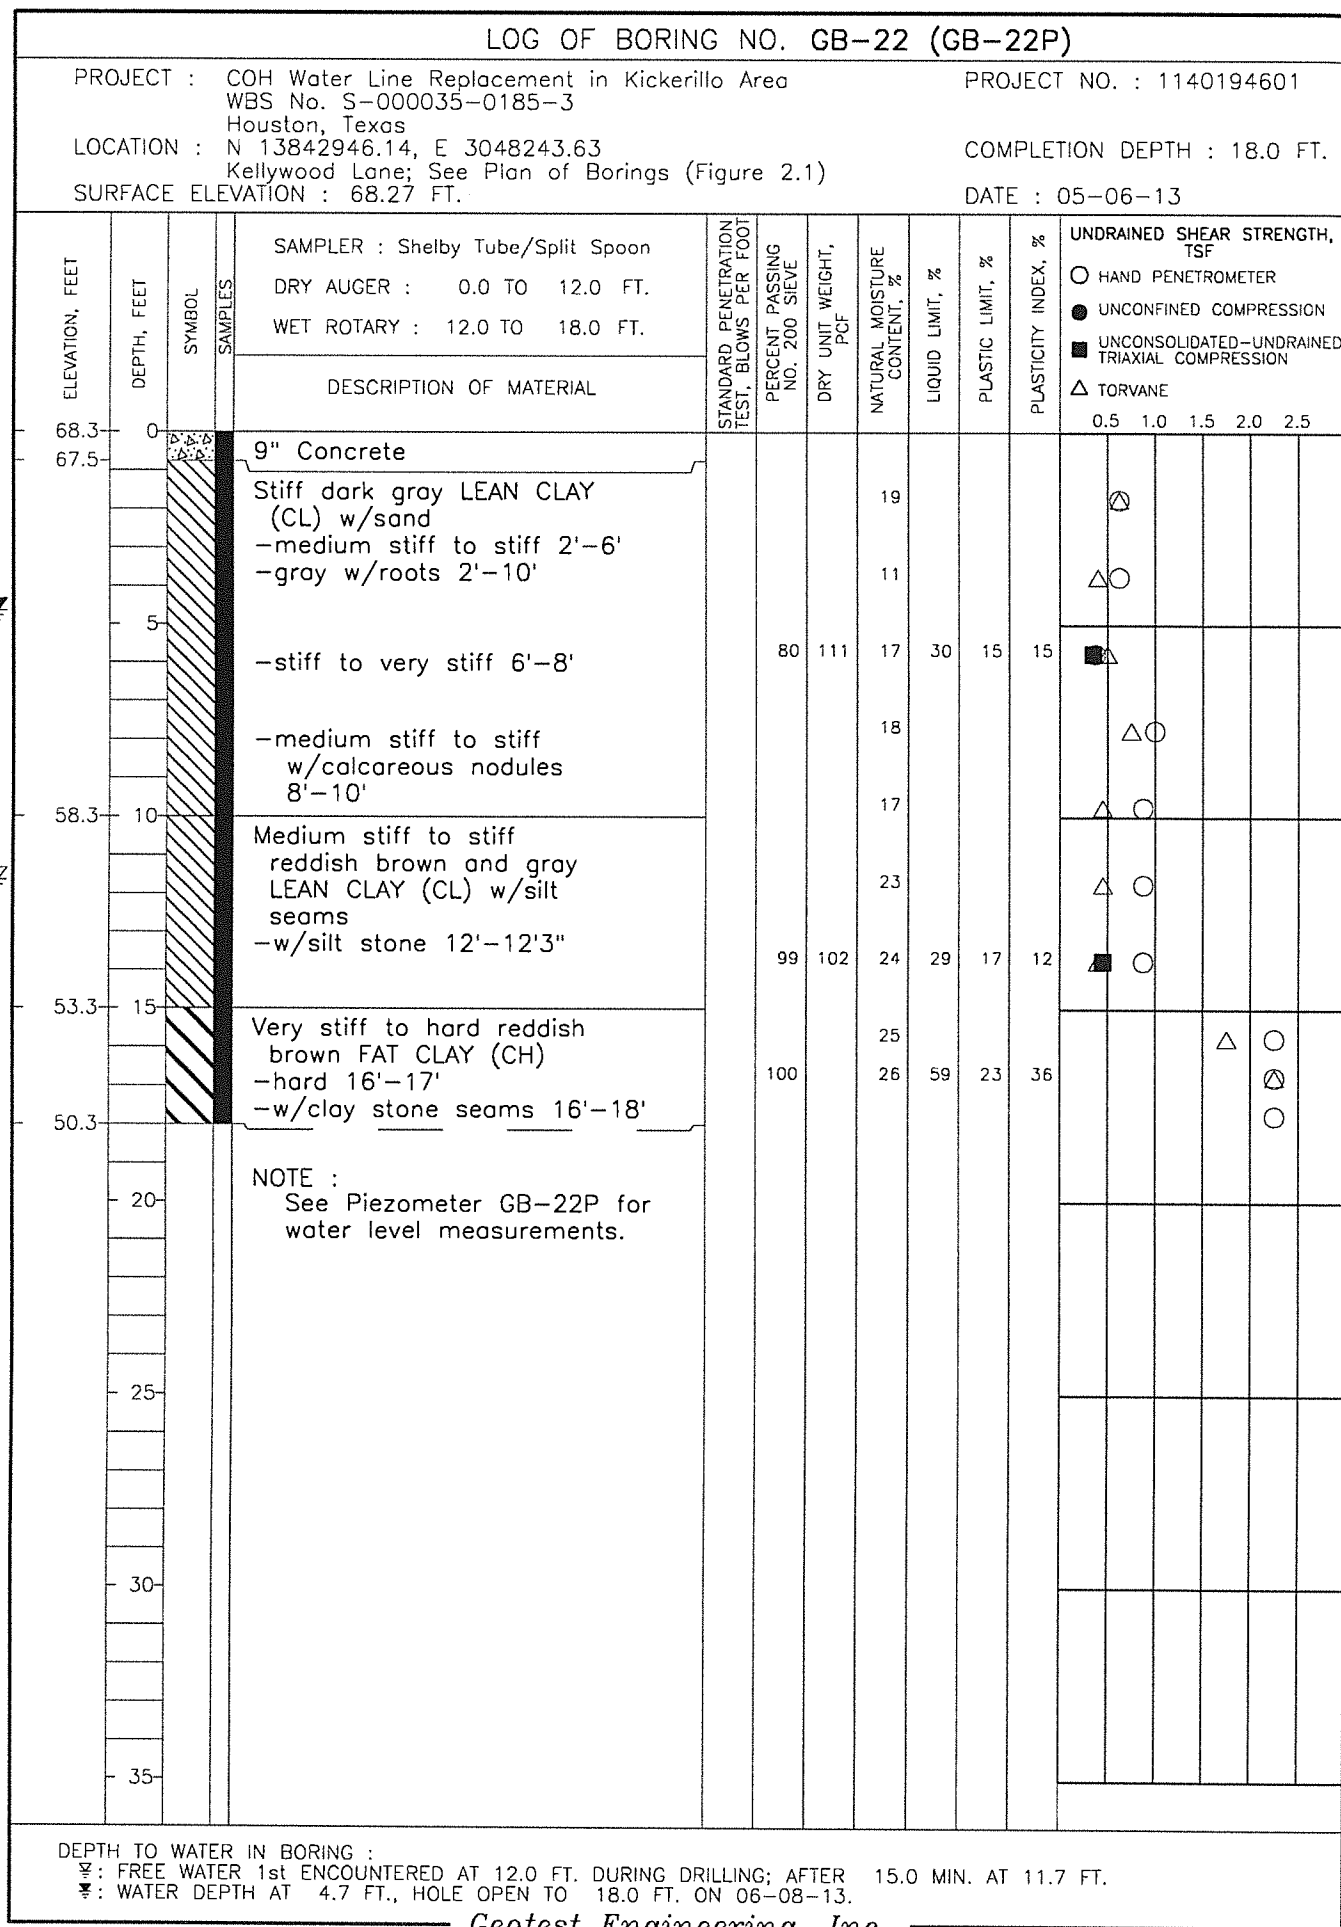 LOG OF BORING NO. GB-22 (GB-22P)
PROJECT : COH Water Line Replacement in Kickerillo Area
WBS No. S-000035-0185-3
Houston, Texas
PROJECT NO. : 1140194601
LOCATION : N 13842946.14, E 3048243.63
Kellywood Lane; See Plan of Borings (Figure 2.1)
COMPLETION DEPTH : 18.0 FT.
SURFACE ELEVATION : 68.27 FT.
DATE : 05-06-13
ELEVATION, FEET
DEPTH, FEET
SYMBOL
SAMPLES
SAMPLER : Shelby Tube/Split Spoon
DRY AUGER : 0.0 TO 12.0 FT.
WET ROTARY : 12.0 TO 18.0 FT.
DESCRIPTION OF MATERIAL
STANDARD PENETRATION
TEST, BLOWS PER FOOT
PERCENT PASSING
NO. 200 SIEVE
DRY UNIT WEIGHT,
PCF
NATURAL MOISTURE
CONTENT, %
LIQUID LIMIT, %
PLASTIC LIMIT, %
PLASTICITY INDEX, %
UNDRAINED SHEAR STRENGTH,
TSF
○ HAND PENETROMETER
● UNCONFINED COMPRESSION
■ UNCONSOLIDATED-UNDRAINED
TRIAXIAL COMPRESSION
△ TORVANE
0.5 1.0 1.5 2.0 2.5
68.3 0
67.5
9" Concrete
Stiff dark gray LEAN CLAY
(CL) w/sand
19
-medium stiff to stiff 2'-6'
-gray w/roots 2'-10'
11
5
-stiff to very stiff 6'-8'
80 111 17 30 15 15
-medium stiff to stiff
w/calcareous nodules
8'-10'
18
17
58.3 10
Medium stiff to stiff
reddish brown and gray
LEAN CLAY (CL) w/silt
seams
23
-w/silt stone 12'-12'3"
99 102 24 29 17 12
53.3 15
Very stiff to hard reddish
brown FAT CLAY (CH)
25
-hard 16'-17'
100 26 59 23 36
-w/clay stone seams 16'-18'
50.3
NOTE :
See Piezometer GB-22P for
water level measurements.
20
25
30
35
DEPTH TO WATER IN BORING :
: FREE WATER 1st ENCOUNTERED AT 12.0 FT. DURING DRILLING; AFTER 15.0 MIN. AT 11.7 FT.
: WATER DEPTH AT 4.7 FT., HOLE OPEN TO 18.0 FT. ON 06-08-13.
Geotest Engineering, Inc.